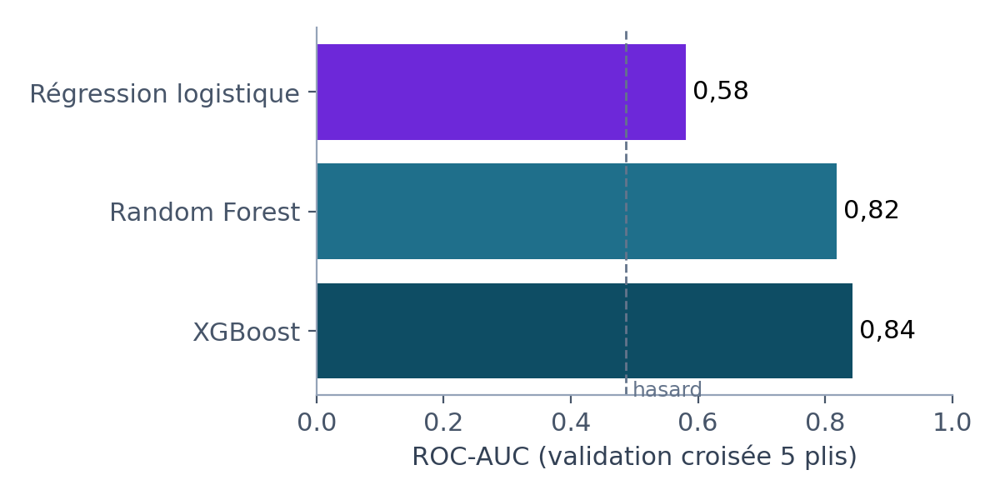 Régression logistique
0,58
Random Forest
0,82
XGBoost
0,84
hasard
0.0 0.2 0.4 0.6 0.8 1.0
ROC-AUC (validation croisée 5 plis)